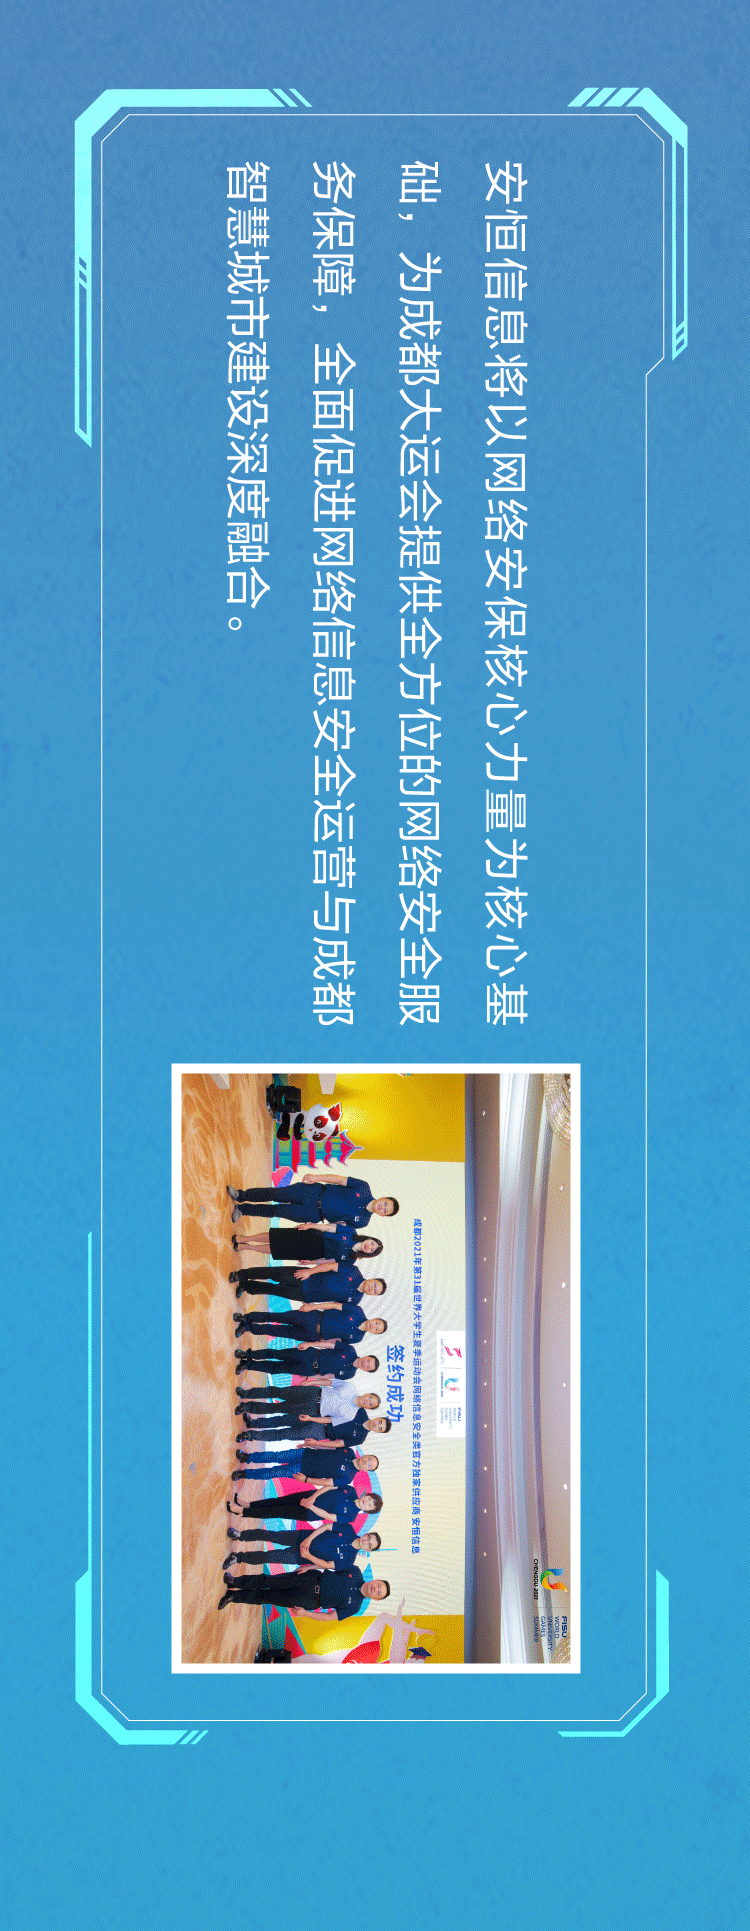 安恒信息将以网络安保核心力量为核心基
础，为成都大运会提供全方位的网络安全服
务保障，全面促进网络信息安全运营与成都
智慧城市建设深度融合。
成都2021年第31届世界大学生夏季运动会网络信息安全类官方独家供应商 安恒信息
签约成功
CHENGDU 2021
FISU
WORLD
UNIVERSITY
GAMES
SUMMER